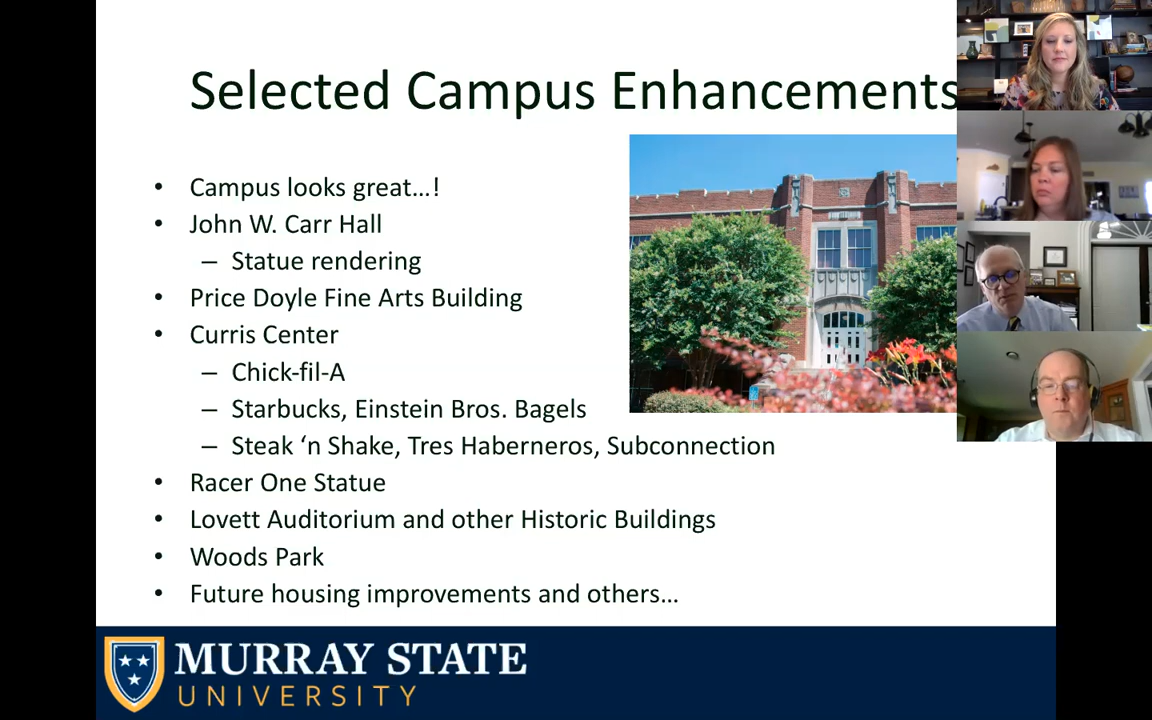 Selected Campus Enhancements
• Campus looks great…!
• John W. Carr Hall
– Statue rendering
• Price Doyle Fine Arts Building
• Curris Center
– Chick-fil-A
– Starbucks, Einstein Bros. Bagels
– Steak ‘n Shake, Tres Haberneros, Subconnection
• Racer One Statue
• Lovett Auditorium and other Historic Buildings
• Woods Park
• Future housing improvements and others…
MURRAY STATE
UNIVERSITY